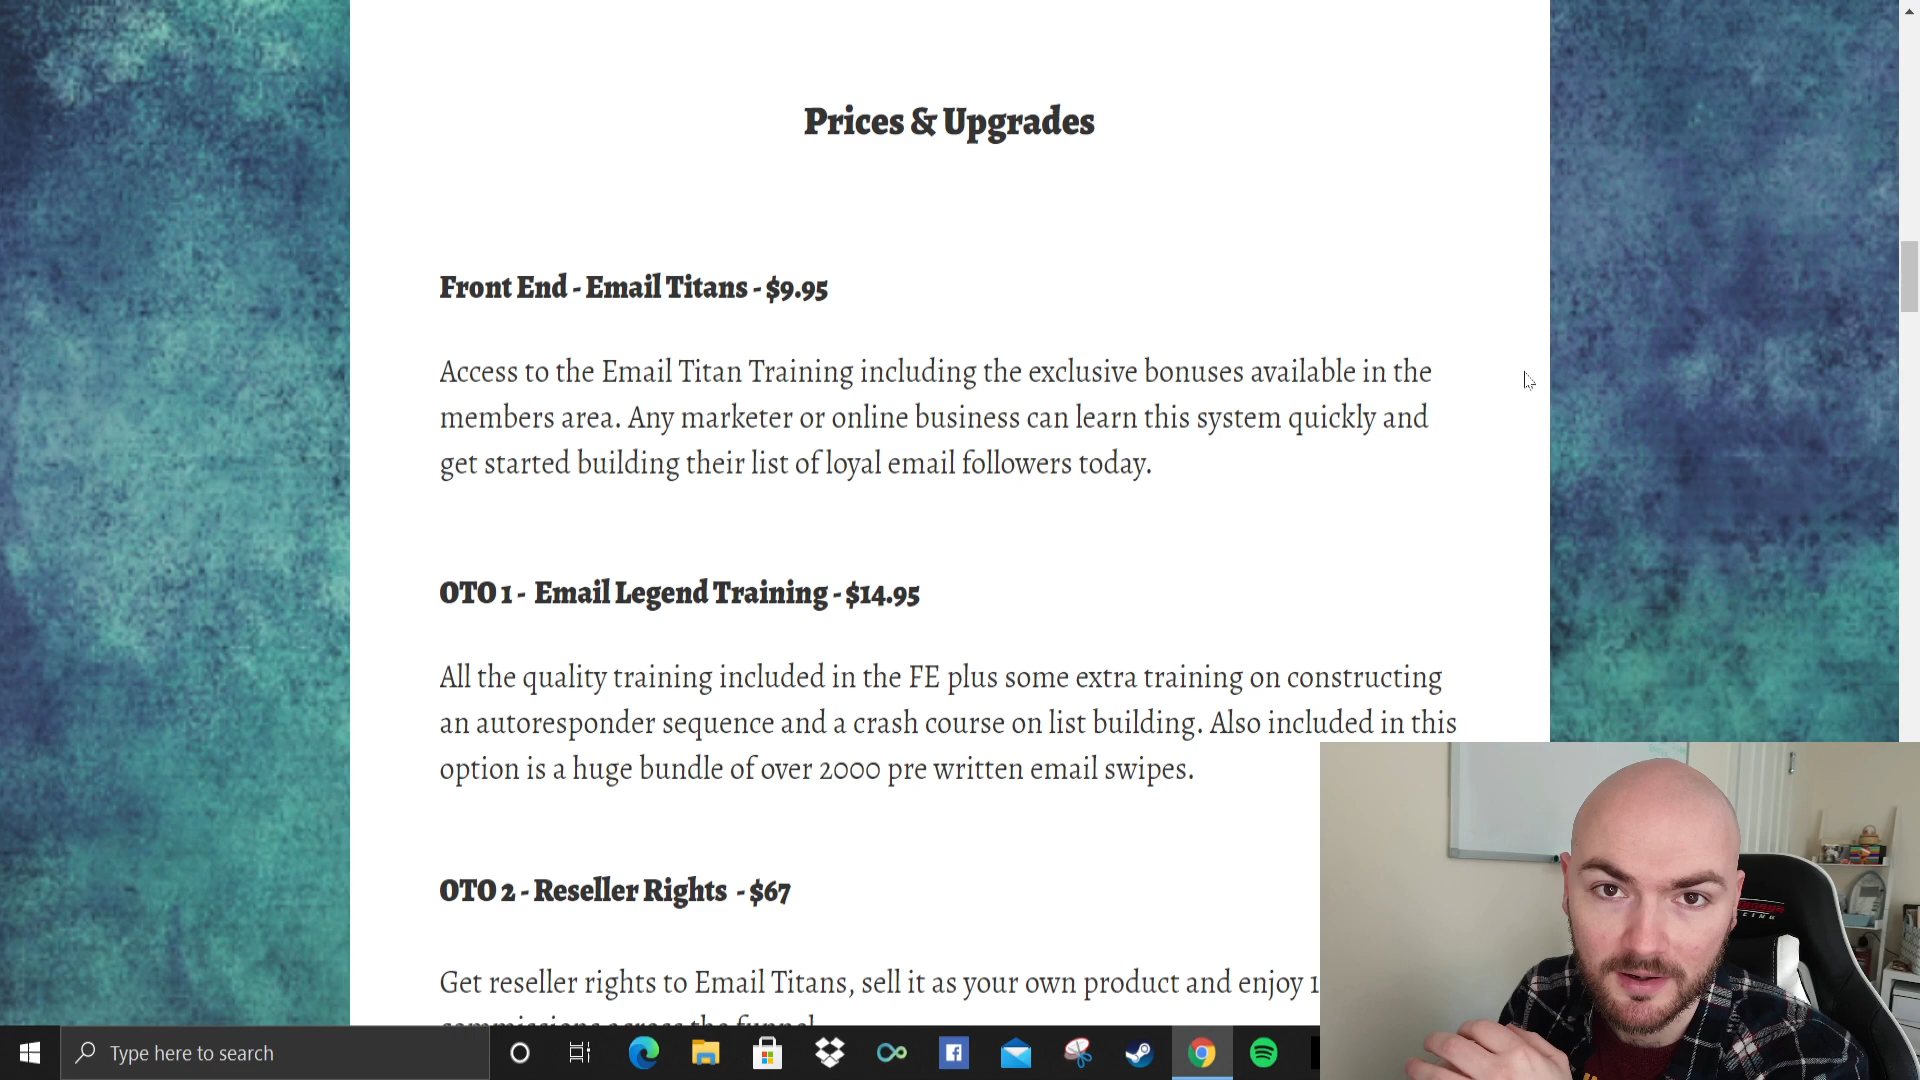 Prices & Upgrades
Front End - Email Titans - $9.95
Access to the Email Titan Training including the exclusive bonuses available in the
members area. Any marketer or online business can learn this system quickly and
get started building their list of loyal email followers today.
OTO 1 - Email Legend Training - $14.95
All the quality training included in the FE plus some extra training on constructing
an autoresponder sequence and a crash course on list building. Also included in this
option is a huge bundle of over 2000 pre written email swipes.
OTO 2 - Reseller Rights - $67
Get reseller rights to Email Titans, sell it as your own product and enjoy 1
commissions across the funnel
Type here to search